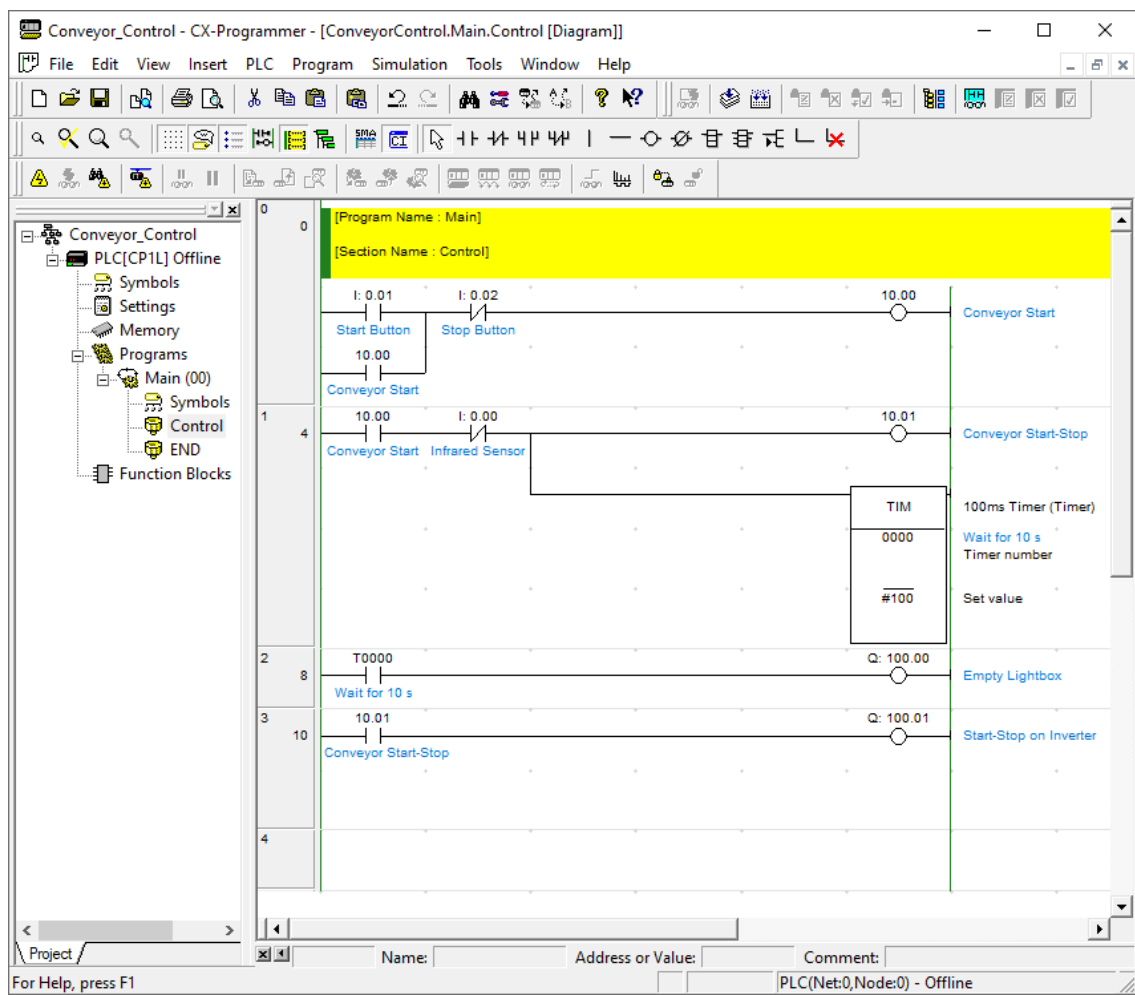 Conveyor_Control - CX-Programmer - [ConveyorControl.Main.Control [Diagram]]
File Edit View Insert PLC Program Simulation Tools Window Help
SMA
CI
Conveyor_Control
PLC[CP1L] Offline
Symbols
Settings
Memory
Programs
Main (00)
Symbols
Control
END
Function Blocks
Project
0
0
[Program Name : Main]
[Section Name : Control]
I: 0.01 I: 0.02 10.00
Conveyor Start
Start Button Stop Button
10.00
Conveyor Start
1
4
10.00 I: 0.00 10.01
Conveyor Start-Stop
Conveyor Start Infrared Sensor
TIM 100ms Timer (Timer)
0000 Wait for 10 s
Timer number
#100 Set value
2
8
T0000 Q: 100.00
Empty Lightbox
Wait for 10 s
3
10
10.01 Q: 100.01
Start-Stop on Inverter
Conveyor Start-Stop
4
Name: Address or Value: Comment:
For Help, press F1 PLC(Net:0,Node:0) - Offline